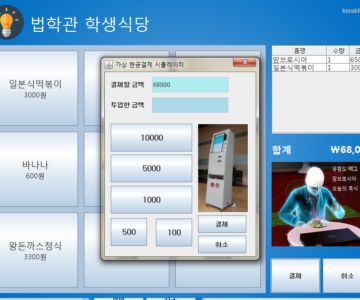 법학관 학생식당
일본식떡볶이
3000원
바나나
600원
왕돈까스정식
3300원
가상 현금결제 시뮬레이터
결제할 금액
68000
투입한 금액
10000
5000
1000
500
100
결제
취소
품명
수량
암브로시아
1
일본식떡볶이
1
300
합계
₩68,0
결제
취소